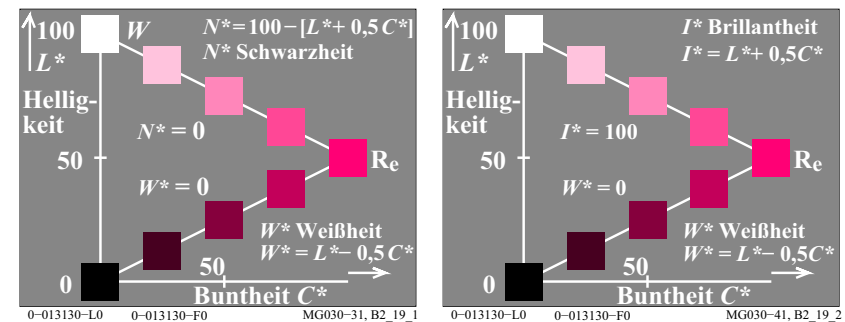 100 W N* = 100 − [L* + 0,5 C*]
L* N* Schwarzheit
Hellig-
keit
N* = 0
50 Rₑ
W* = 0
W* Weißheit
W* = L* − 0,5 C*
50
0
Buntheit C*
0−013130−L0 0−013130−F0 MG030−31, B2_19_1
100 I* Brillantheit
L* I* = L* + 0,5C*
Hellig-
keit
I* = 100
50 Rₑ
W* = 0
W* Weißheit
W* = L* − 0,5C*
50
0
Buntheit C*
0−013130−L0 0−013130−F0 MG030−41, B2_19_2